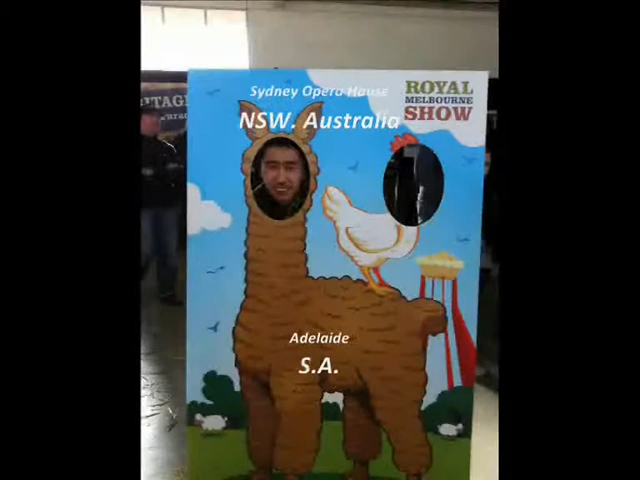 Sydney Opera House
NSW. Australia
ROYAL
MELBOURNE
SHOW
Adelaide
S.A.